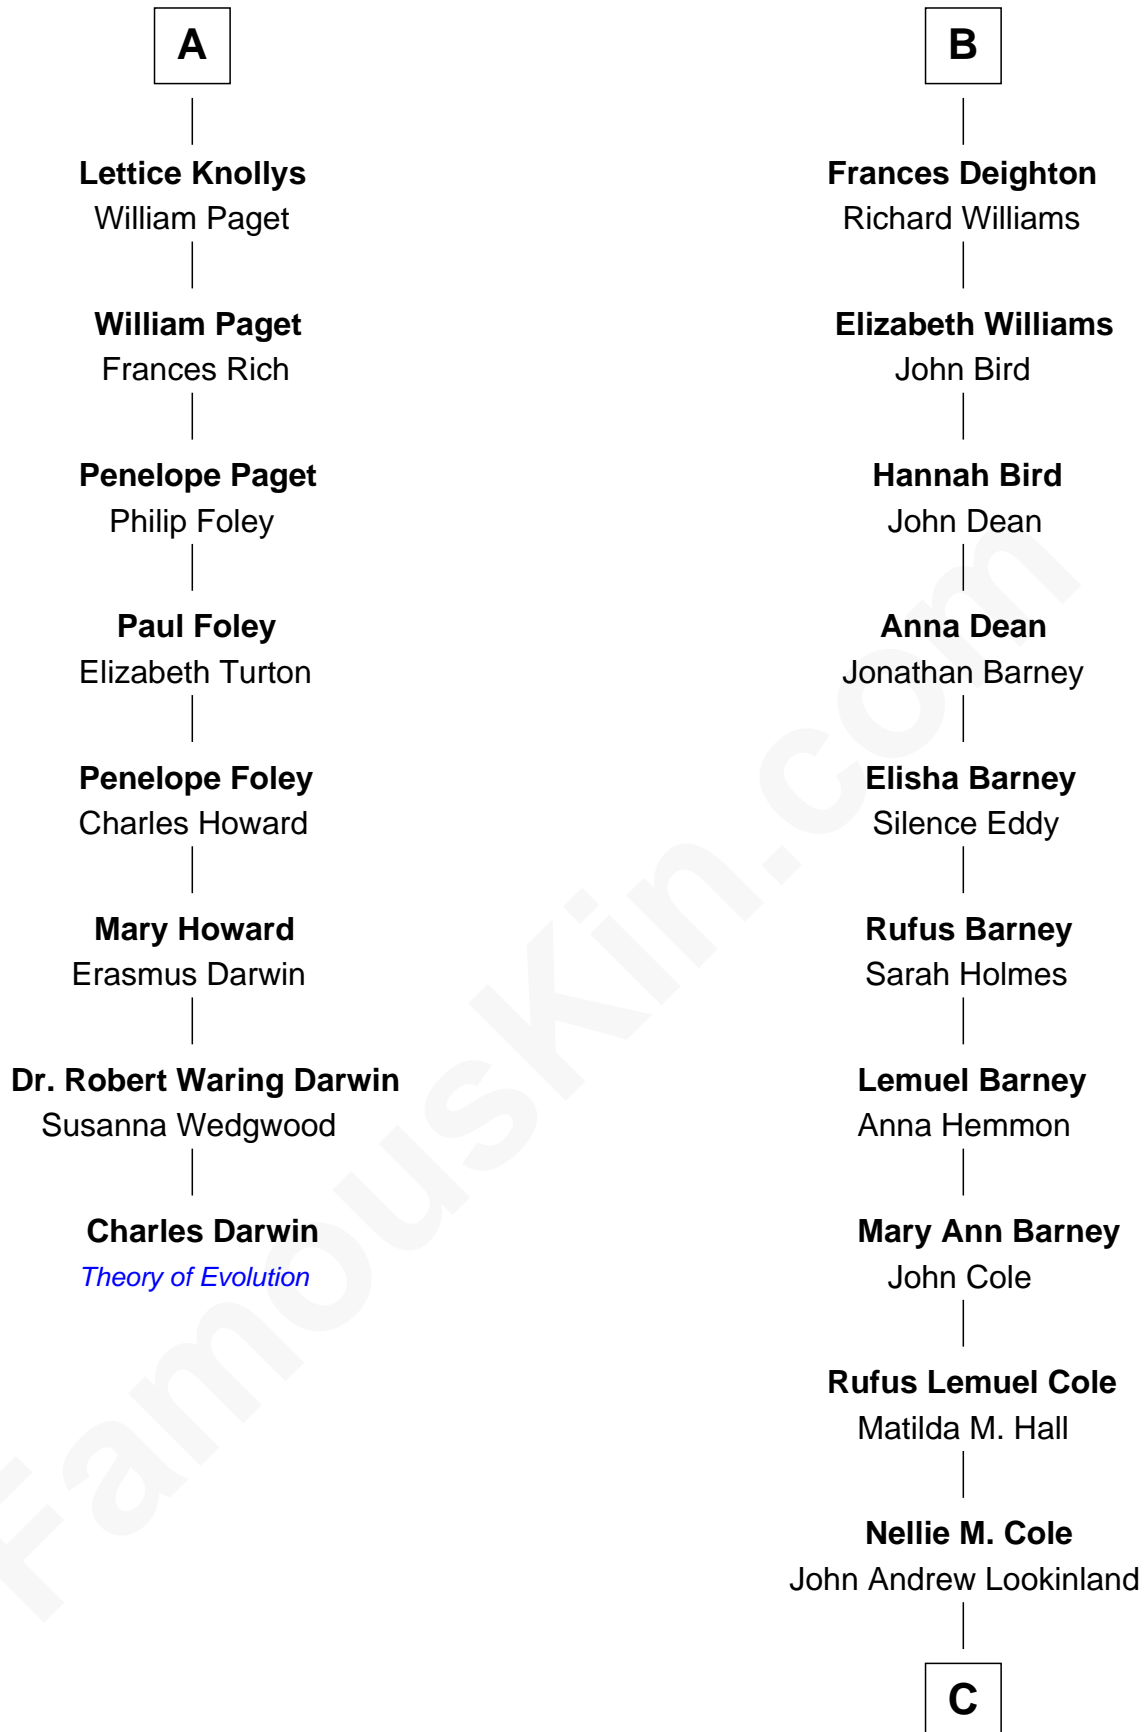 A
Lettice Knollys
William Paget
William Paget
Frances Rich
Penelope Paget
Philip Foley
Paul Foley
Elizabeth Turton
Penelope Foley
Charles Howard
Mary Howard
Erasmus Darwin
Dr. Robert Waring Darwin
Susanna Wedgwood
Charles Darwin
Theory of Evolution
B
Frances Deighton
Richard Williams
Elizabeth Williams
John Bird
Hannah Bird
John Dean
Anna Dean
Jonathan Barney
Elisha Barney
Silence Eddy
Rufus Barney
Sarah Holmes
Lemuel Barney
Anna Hemmon
Mary Ann Barney
John Cole
Rufus Lemuel Cole
Matilda M. Hall
Nellie M. Cole
John Andrew Lookinland
C
FamousKin.com